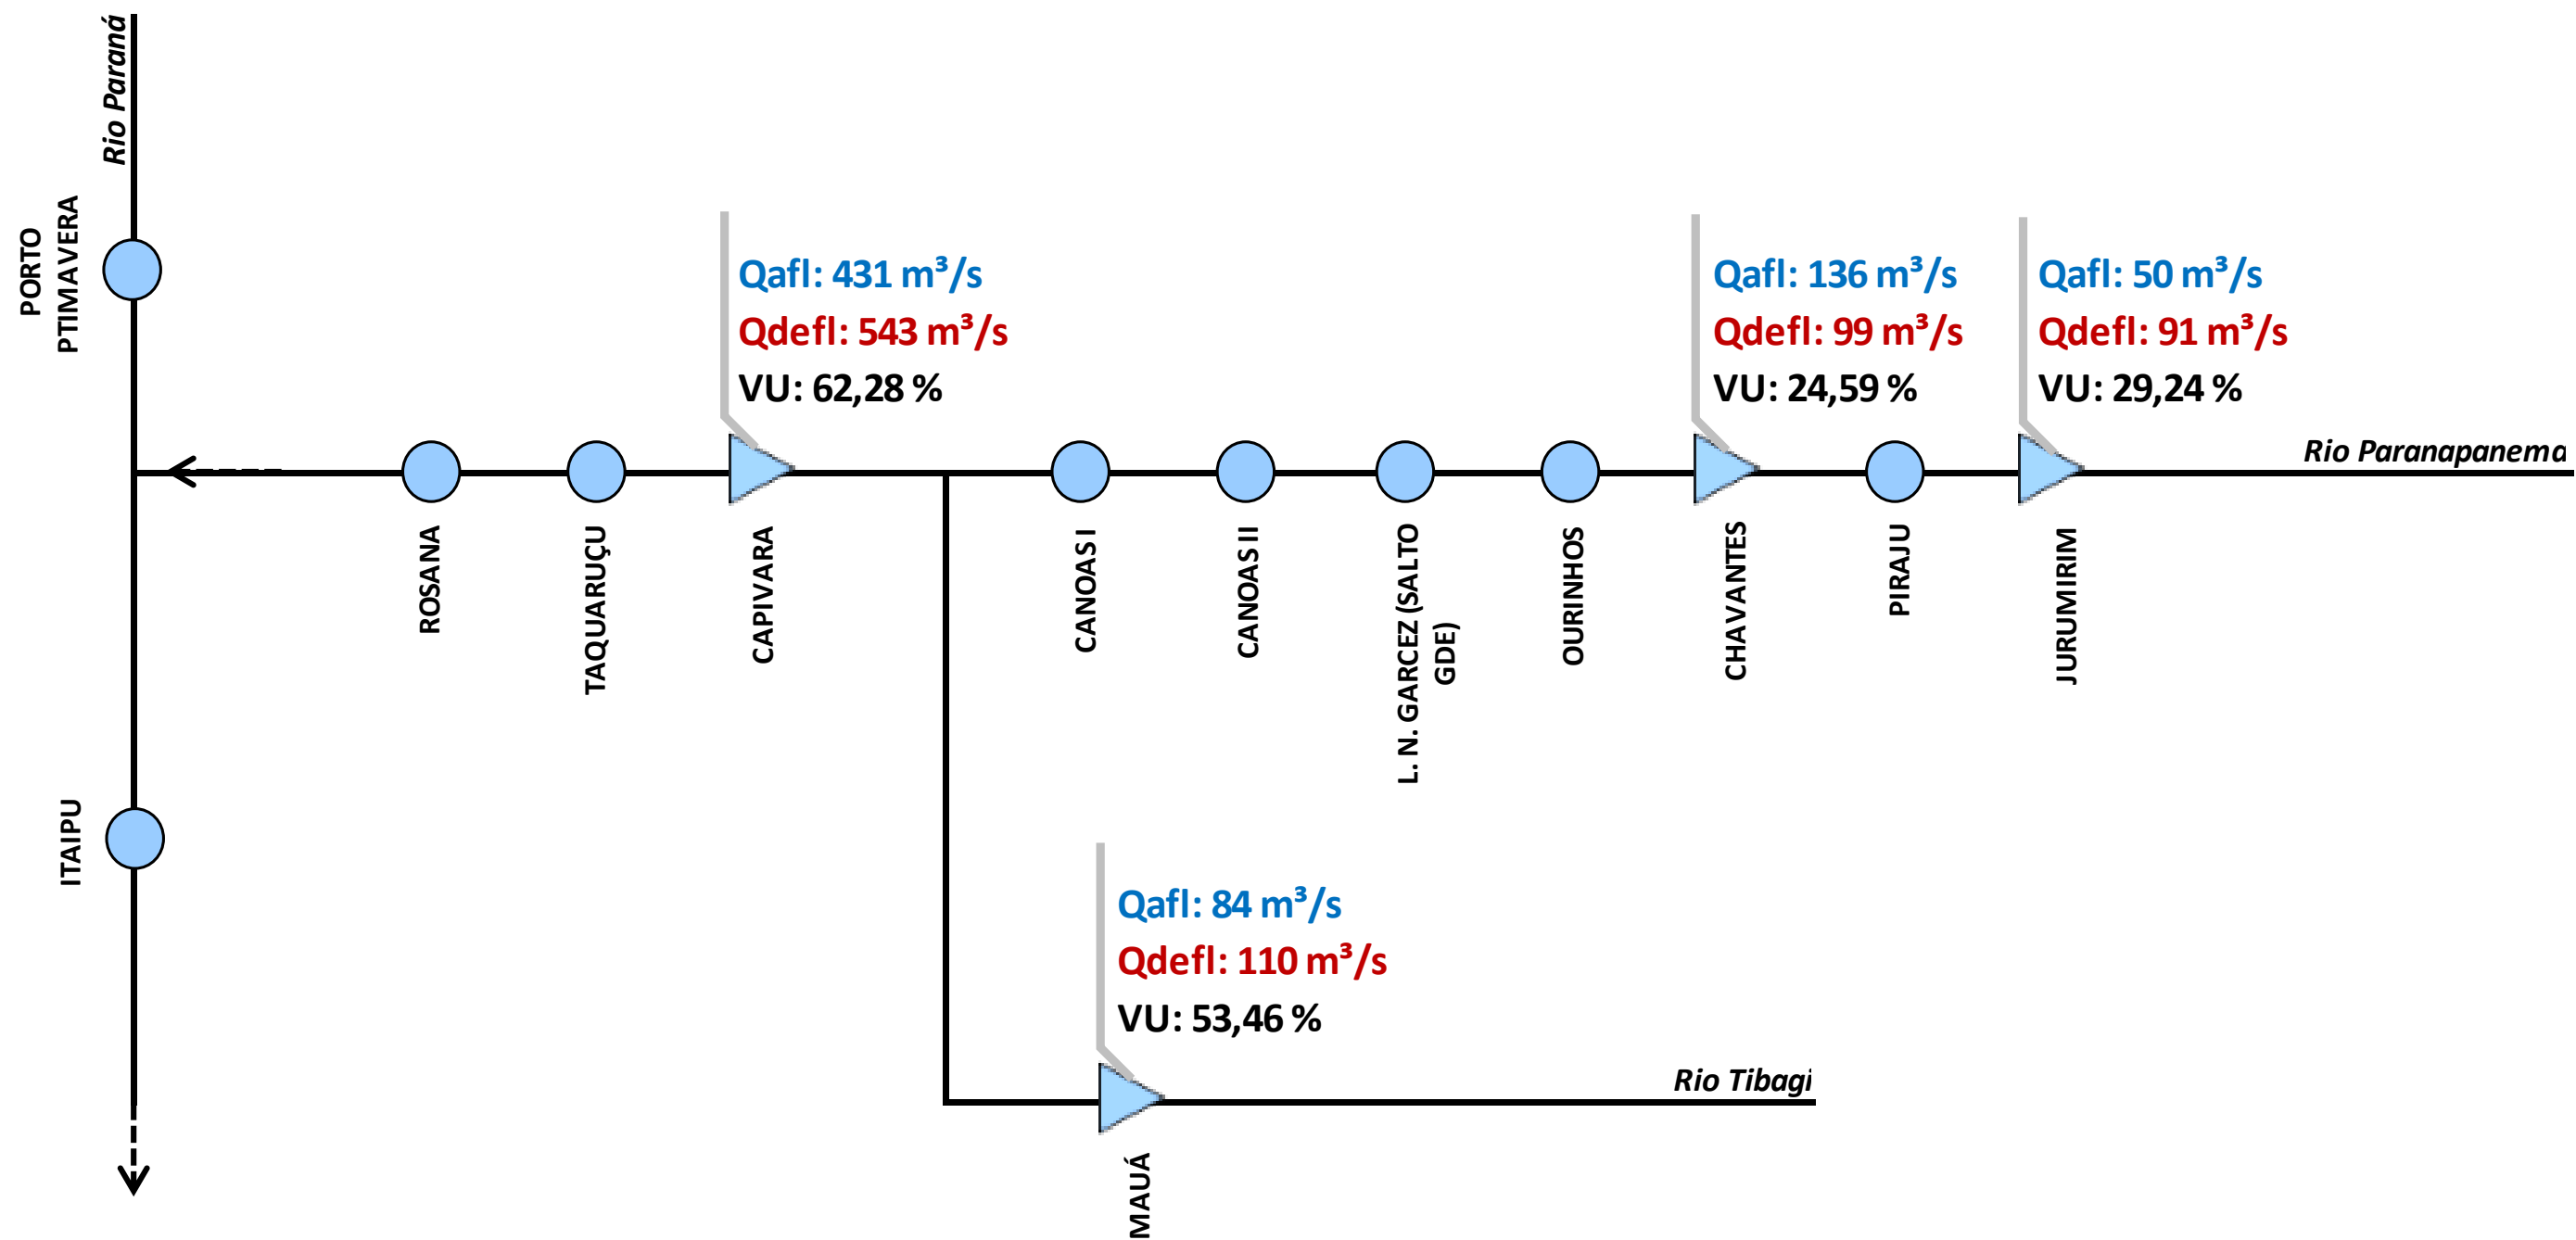 Rio Paraná
PORTO
PTIMAVERA
Qafl: 431 m³/s
Qdefl: 543 m³/s
VU: 62,28 %
Qafl: 136 m³/s
Qdefl: 99 m³/s
VU: 24,59 %
Qafl: 50 m³/s
Qdefl: 91 m³/s
VU: 29,24 %
Rio Paranapanema
ROSANA
TAQUARUÇU
CAPIVARA
CANOAS I
CANOAS II
L. N. GARCEZ (SALTO
GDE)
OURINHOS
CHAVANTES
PIRAJU
JURUMIRIM
ITAIPU
Qafl: 84 m³/s
Qdefl: 110 m³/s
VU: 53,46 %
Rio Tibagi
MAUÁ